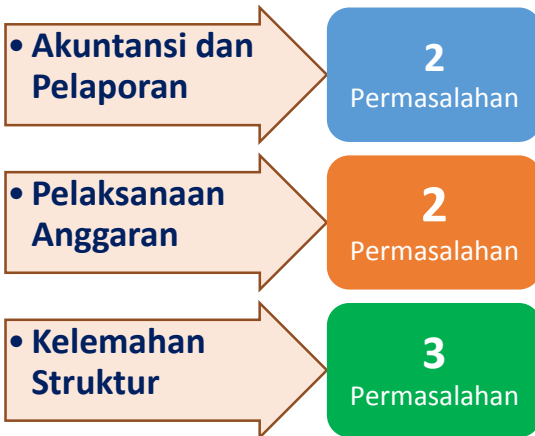 • Akuntansi dan
Pelaporan
2
Permasalahan
• Pelaksanaan
Anggaran
2
Permasalahan
• Kelemahan
Struktur
3
Permasalahan